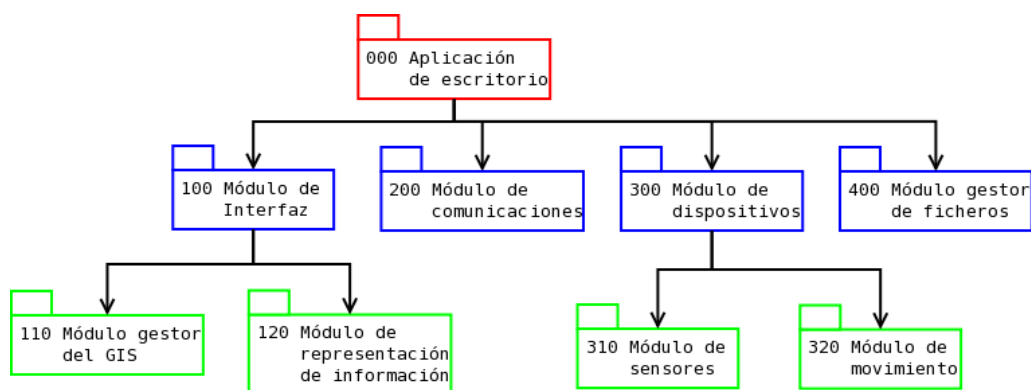 000 Aplicación
de escritorio
100 Módulo de
Interfaz
200 Módulo de
comunicaciones
300 Módulo de
dispositivos
400 Módulo gestor
de ficheros
110 Módulo gestor
del GIS
120 Módulo de
representación
de información
310 Módulo de
sensores
320 Módulo de
movimiento